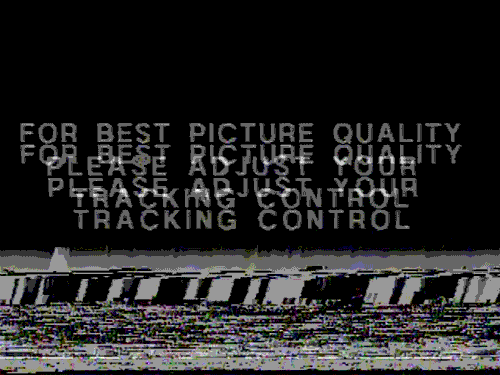 FOR BEST PICTURE QUALITY
FOR BEST PICTURE QUALITY
PLEASE ADJUST YOUR
PLEASE ADJUST YOUR
TRACKING CONTROL
TRACKING CONTROL